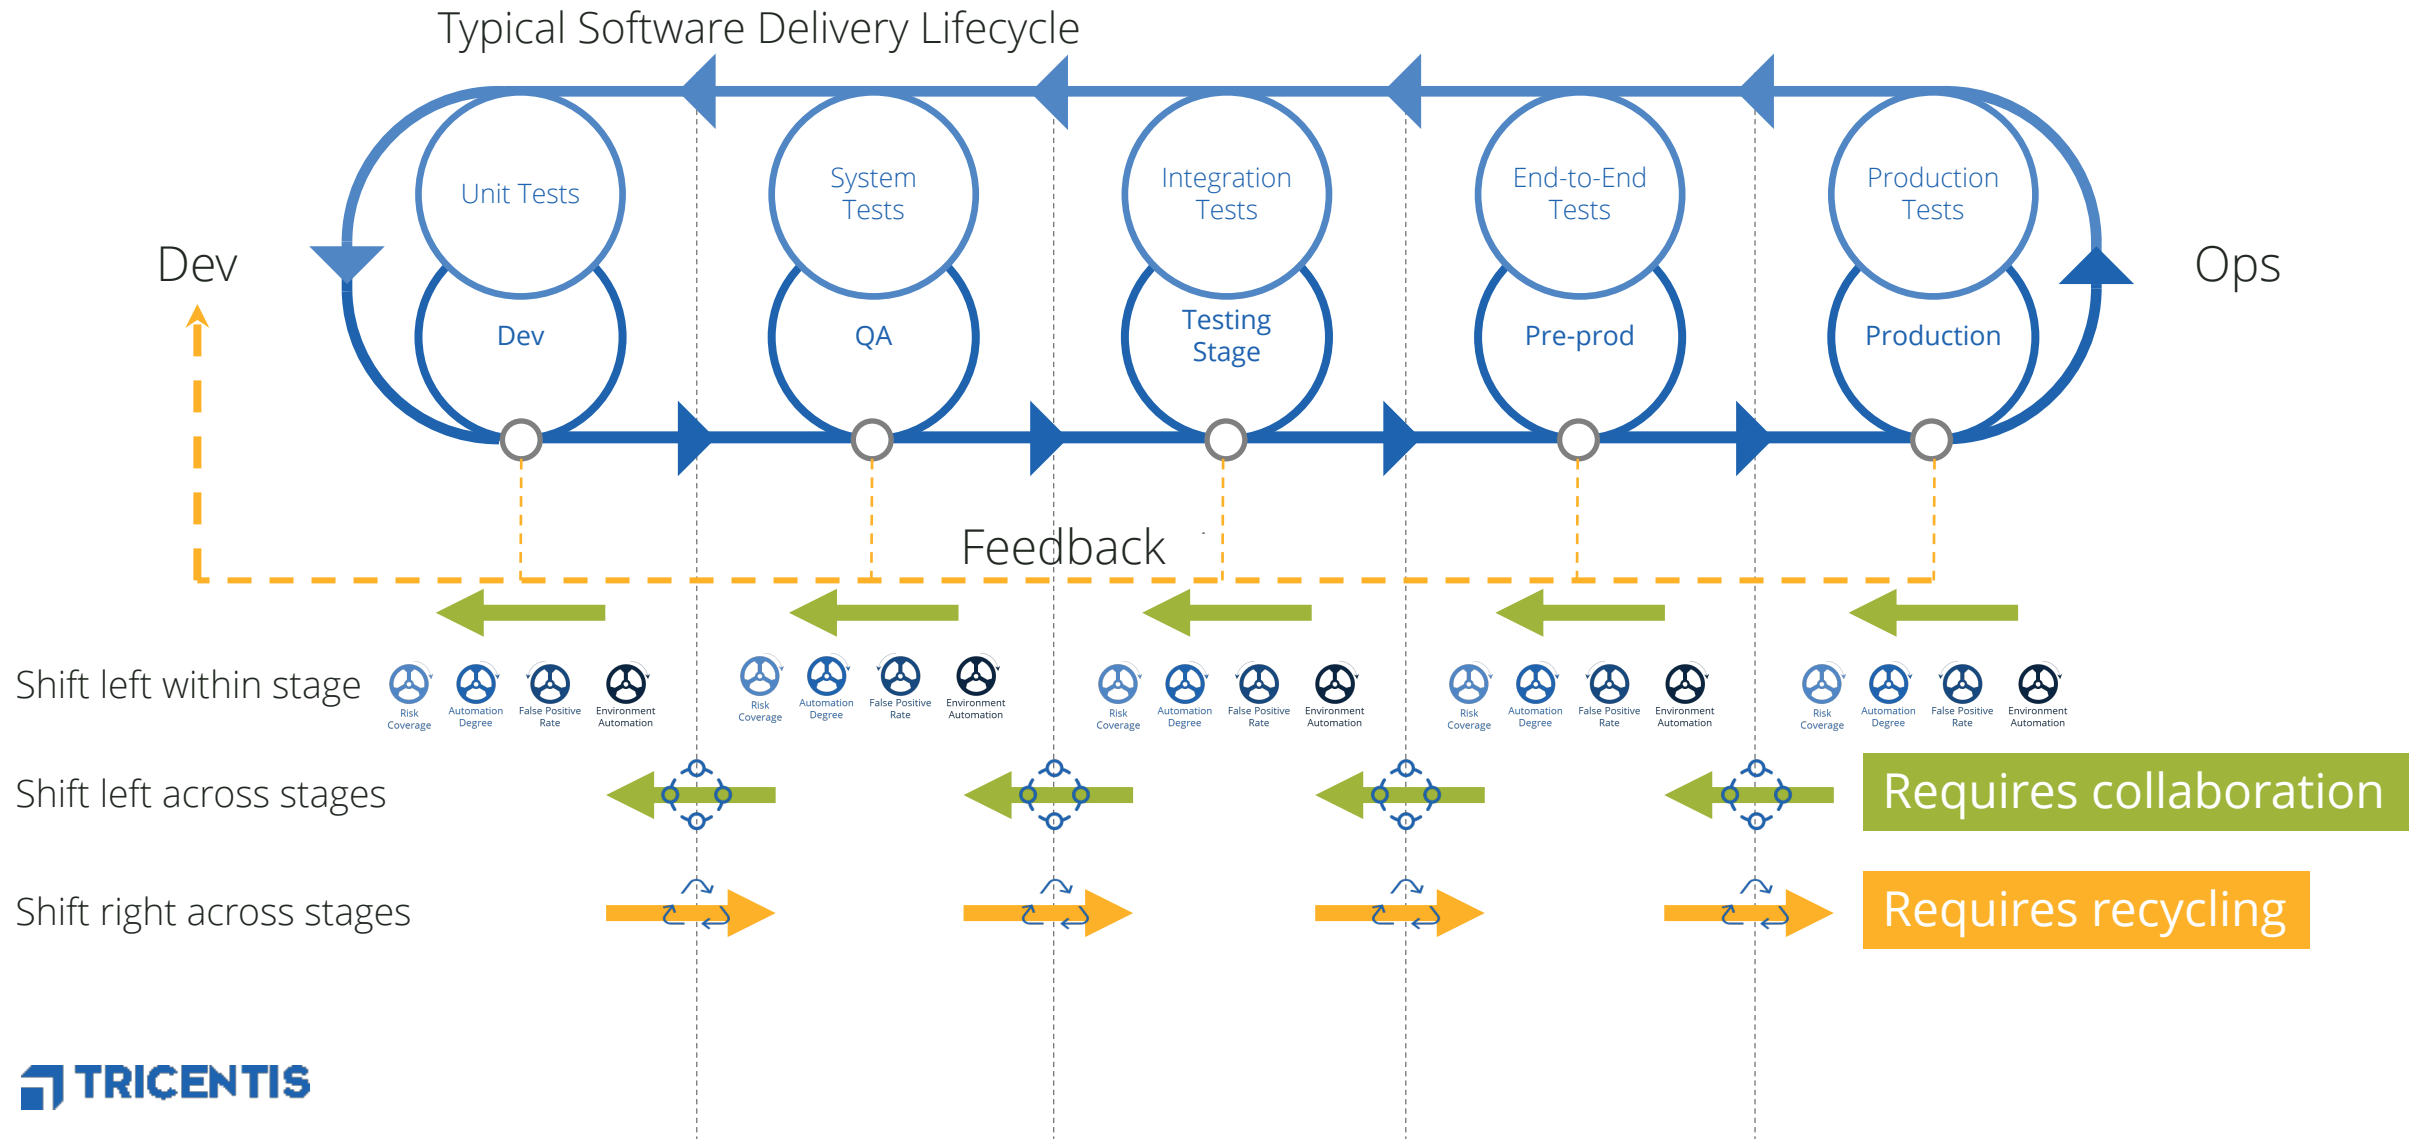 Typical Software Delivery Lifecycle
Unit Tests
System
Tests
Integration
Tests
End-to-End
Tests
Production
Tests
Dev
Ops
Dev
QA
Testing
Stage
Pre-prod
Production
Feedback
Shift left within stage
Risk
Coverage
Automation
Degree
False Positive
Rate
Environment
Automation
Risk
Coverage
Automation
Degree
False Positive
Rate
Environment
Automation
Risk
Coverage
Automation
Degree
False Positive
Rate
Environment
Automation
Risk
Coverage
Automation
Degree
False Positive
Rate
Environment
Automation
Risk
Coverage
Automation
Degree
False Positive
Rate
Environment
Automation
Shift left across stages
Requires collaboration
Shift right across stages
Requires recycling
TRICENTIS